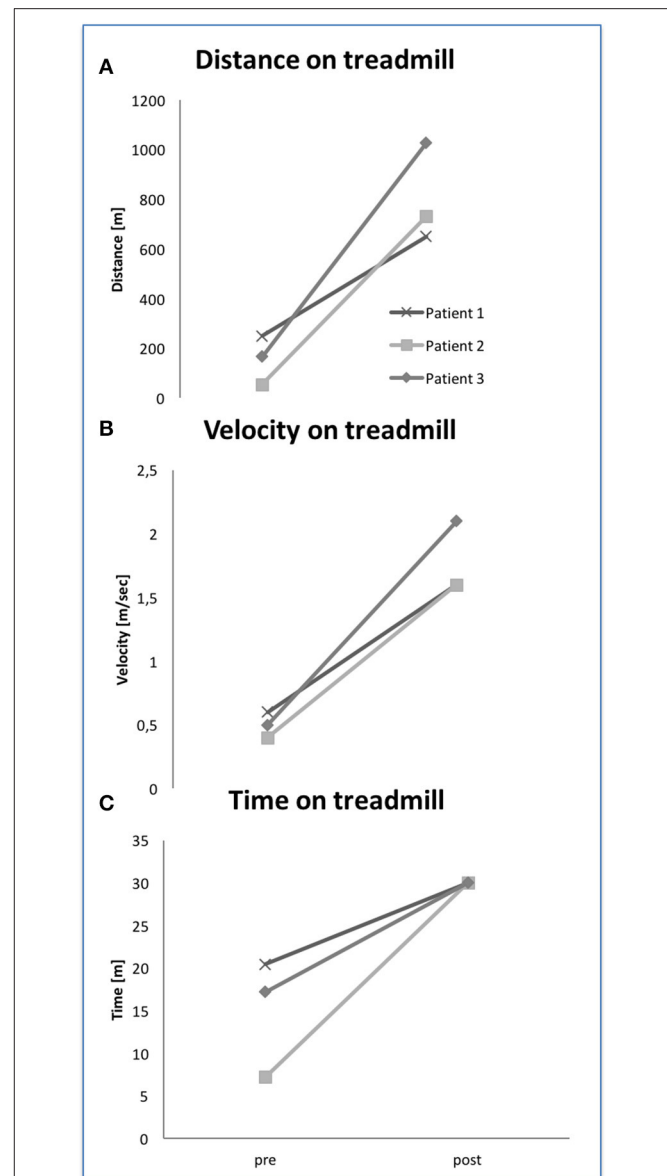 A
Distance on treadmill
Distance [m]
1200
1000
800
600
400
200
0
Patient 1
Patient 2
Patient 3
B
Velocity on treadmill
Velocity [m/sec]
2,5
2
1,5
1
0,5
0
C
Time on treadmill
Time [m]
35
30
25
20
15
10
5
0
pre post